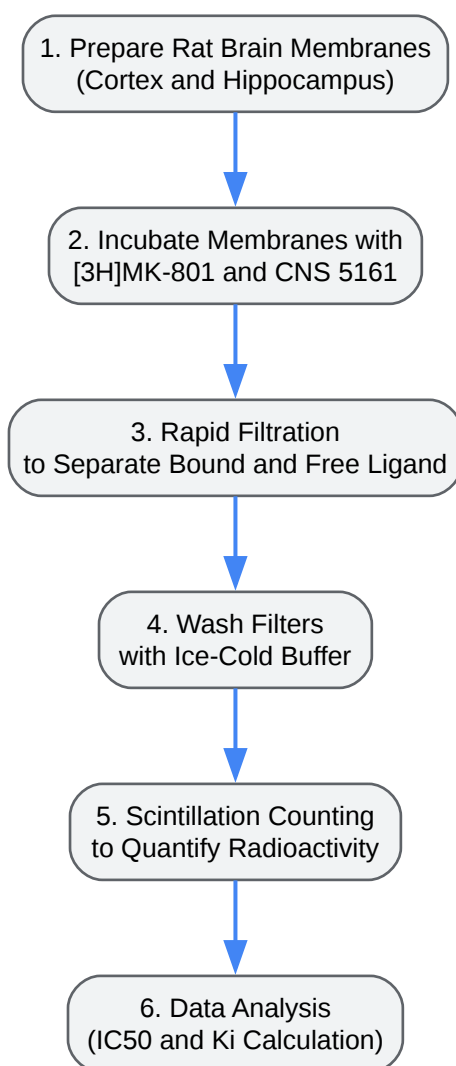 1. Prepare Rat Brain Membranes
(Cortex and Hippocampus)
2. Incubate Membranes with
[3H]MK-801 and CNS 5161
3. Rapid Filtration
to Separate Bound and Free Ligand
4. Wash Filters
with Ice-Cold Buffer
5. Scintillation Counting
to Quantify Radioactivity
6. Data Analysis
(IC50 and Ki Calculation)